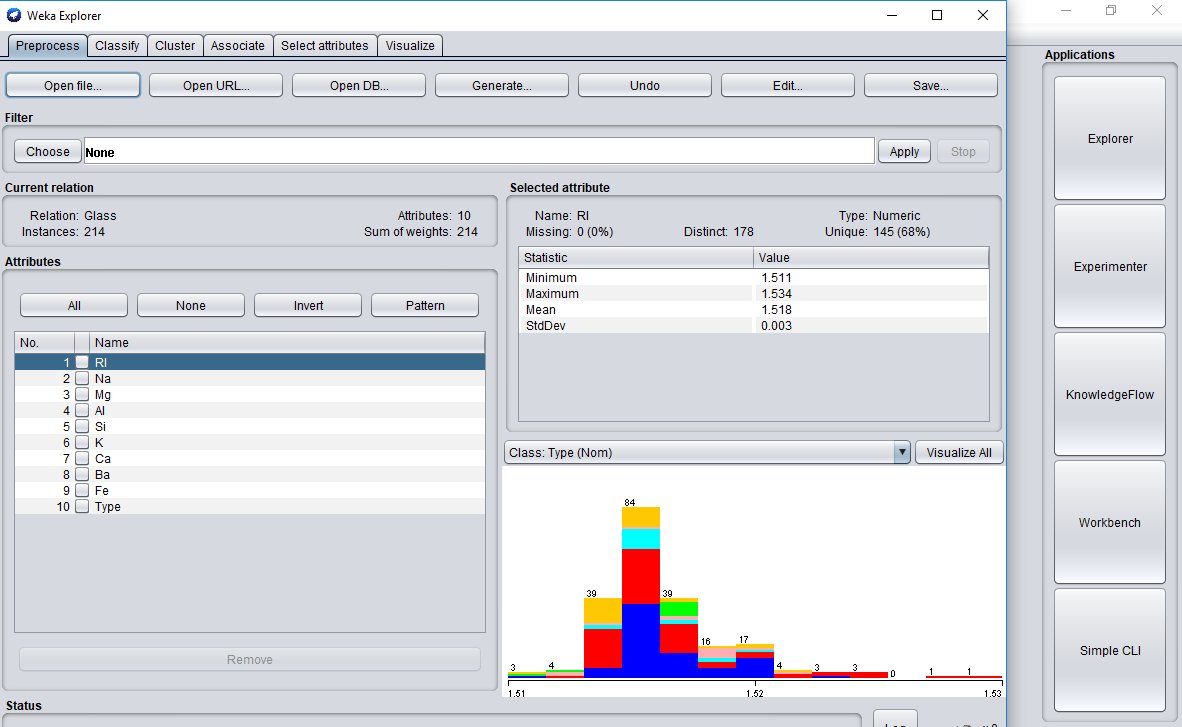 Weka Explorer
Preprocess Classify Cluster Associate Select attributes Visualize
Open file... Open URL... Open DB... Generate... Undo Edit... Save...
Filter
Choose None Apply Stop
Current relation
Relation: Glass Attributes: 10
Instances: 214 Sum of weights: 214
Attributes
All None Invert Pattern
No. Name
1 RI
2 Na
3 Mg
4 Al
5 Si
6 K
7 Ca
8 Ba
9 Fe
10 Type
Remove
Selected attribute
Name: RI Type: Numeric
Missing: 0 (0%) Distinct: 178 Unique: 145 (68%)
Statistic Value
Minimum 1.511
Maximum 1.534
Mean 1.518
StdDev 0.003
Class: Type (Nom) Visualize All
3 4 39 84 39 16 17 4 3 3 0 1 1
1.51 1.52 1.53
Status
Applications
Explorer
Experimenter
KnowledgeFlow
Workbench
Simple CLI